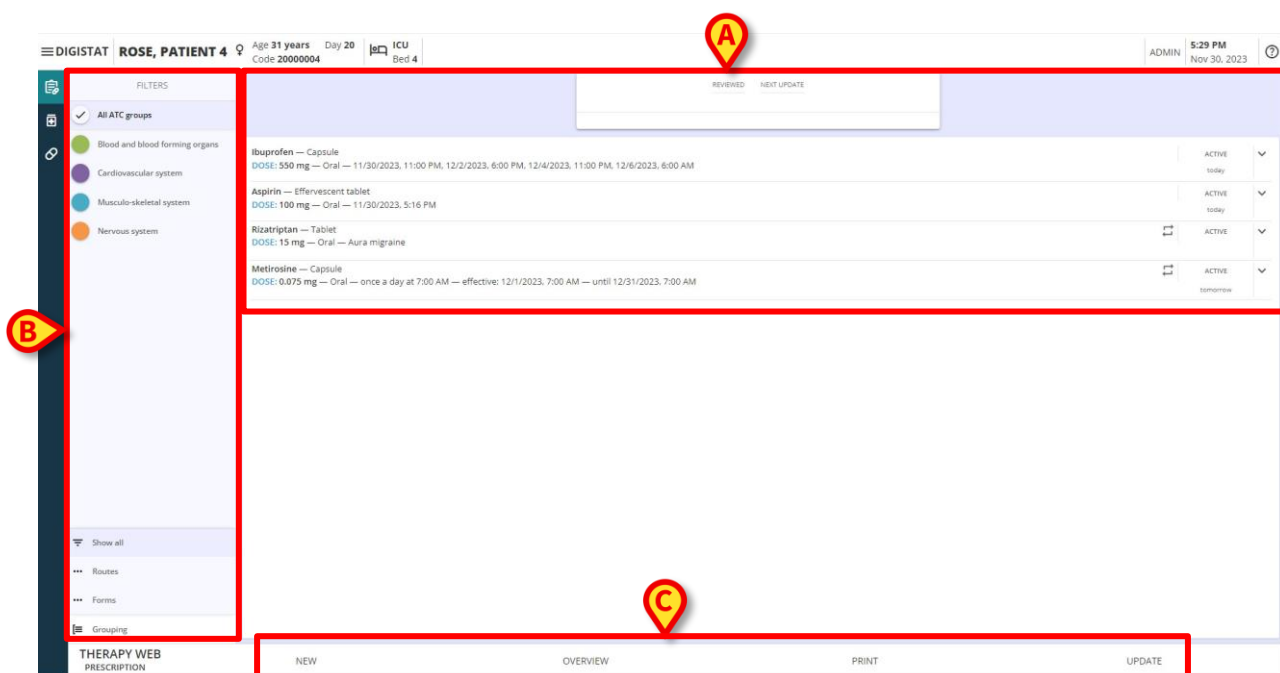 A
DIGISTAT ROSE, PATIENT 4 Age 31 years Day 20 ICU ADMIN 5:29 PM
Code 20000004 Bed 4 Nov 30, 2023
FILTERS
REVIEWED NEXT UPDATE
All ATC groups
Blood and blood forming organs
Cardiovascular system
Musculo-skeletal system
Nervous system
Ibuprofen — Capsule ACTIVE
DOSE: 550 mg — Oral — 11/30/2023, 11:00 PM, 12/2/2023, 6:00 PM, 12/4/2023, 11:00 PM, 12/6/2023, 6:00 AM
today
Aspirin — Effervescent tablet ACTIVE
DOSE: 100 mg — Oral — 11/30/2023, 5:16 PM
today
Rizatriptan — Tablet ACTIVE
DOSE: 15 mg — Oral — Aura migraine
Metirosine — Capsule ACTIVE
DOSE: 0.075 mg — Oral — once a day at 7:00 AM — effective: 12/1/2023, 7:00 AM — until 12/31/2023, 7:00 AM
tomorrow
B
Show all
Routes
Forms
Grouping
C
THERAPY WEB
PRESCRIPTION
NEW OVERVIEW PRINT UPDATE